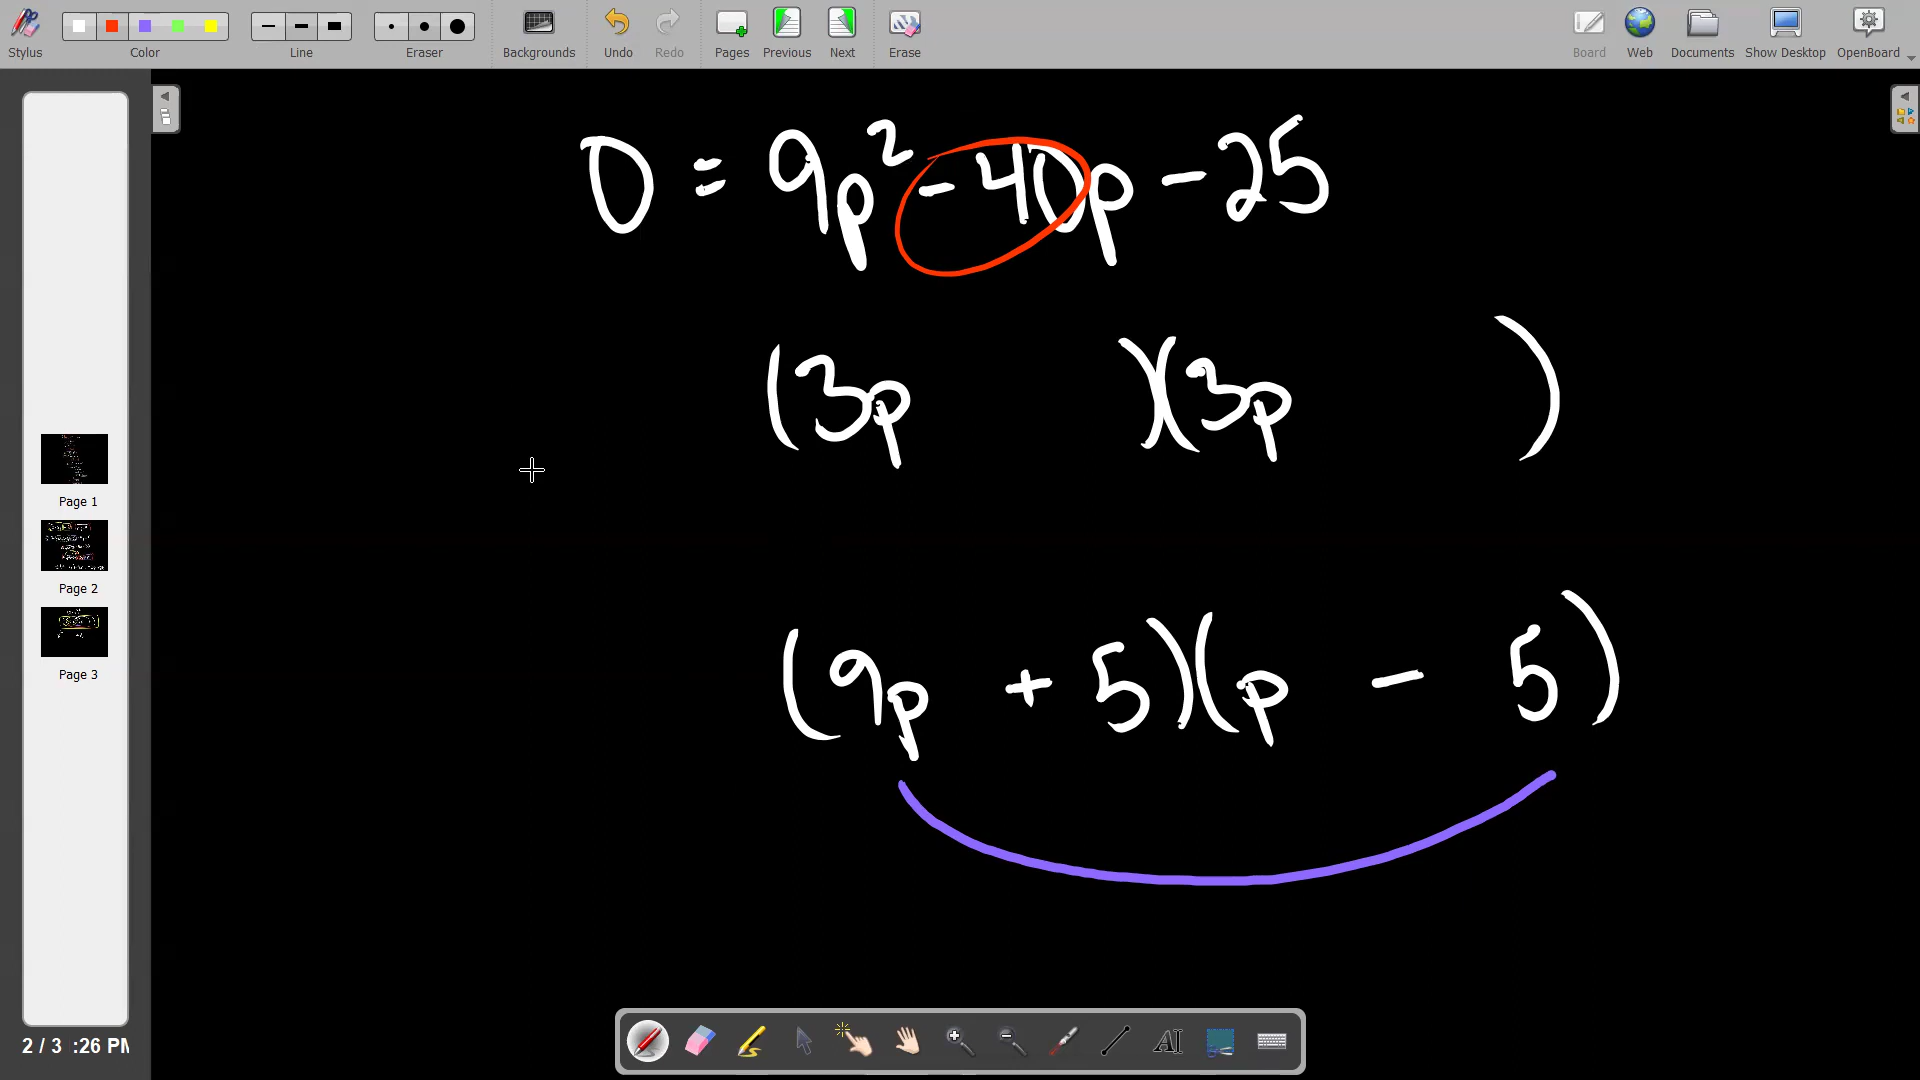 Stylus Color Line Eraser Backgrounds Undo Redo Pages Previous Next Erase Board Web Documents Show Desktop OpenBoard
0 = 9p² - 40p - 25
(3p )(3p )
(9p + 5)(p - 5)
Page 1
Page 2
Page 3
2 / 3 :26 PM